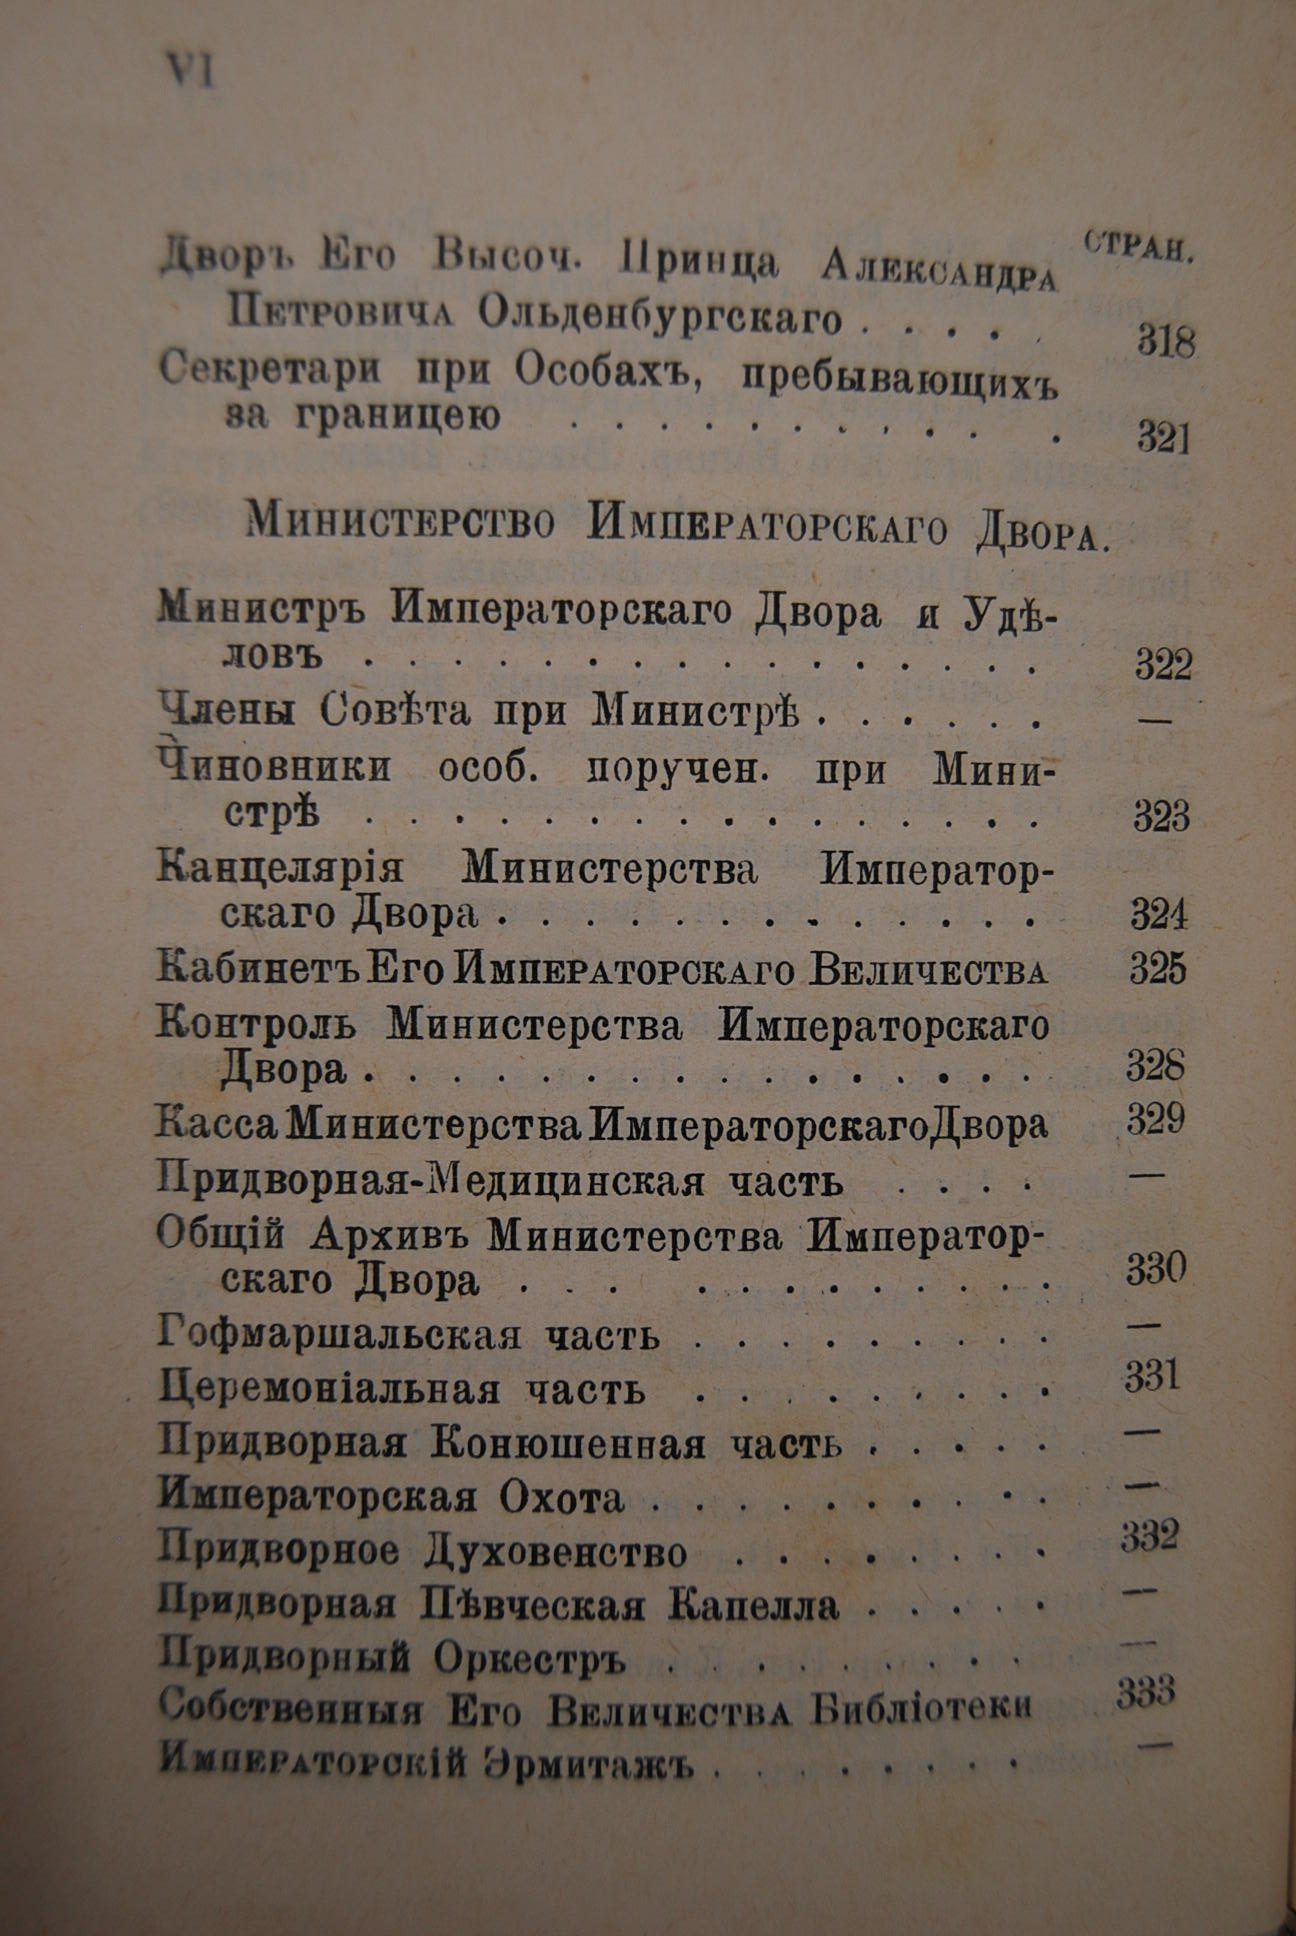 VI
СТРАН.
Дворъ Его Высоч. Принца Александра
Петровича Ольденбургскаго . . . . . 318
Секретари при Особахъ, пребывающихъ
за границею . . . . . . . . . . . 321
Министерство Императорскаго Двора.
Министръ Императорскаго Двора и Удѣ-
ловъ . . . . . . . . . . . . . . . . 322
Члены Совѣта при Министрѣ . . . . . . —
Чиновники особ. поручен. при Мини-
стрѣ . . . . . . . . . . . . . . . . 323
Канцелярія Министерства Император-
скаго Двора . . . . . . . . . . . . . 324
Кабинетъ Его Императорскаго Величества 325
Контроль Министерства Императорскаго
Двора . . . . . . . . . . . . . . . . 328
Касса Министерства Императорскаго Двора 329
Придворная-Медицинская часть . . . . —
Общій Архивъ Министерства Император-
скаго Двора . . . . . . . . . . . . 330
Гофмаршальская часть . . . . . . . . . —
Церемоніальная часть . . . . . . . . . 331
Придворная Конюшенная часть . . . . . —
Императорская Охота . . . . . . . . . . —
Придворное Духовенство . . . . . . . . 332
Придворная Пѣвческая Капелла . . . . . —
Придворный Оркестръ . . . . . . . . . —
Собственныя Его Величества Библіотеки 333
Императорскій Эрмитажъ . . . . . . . . —